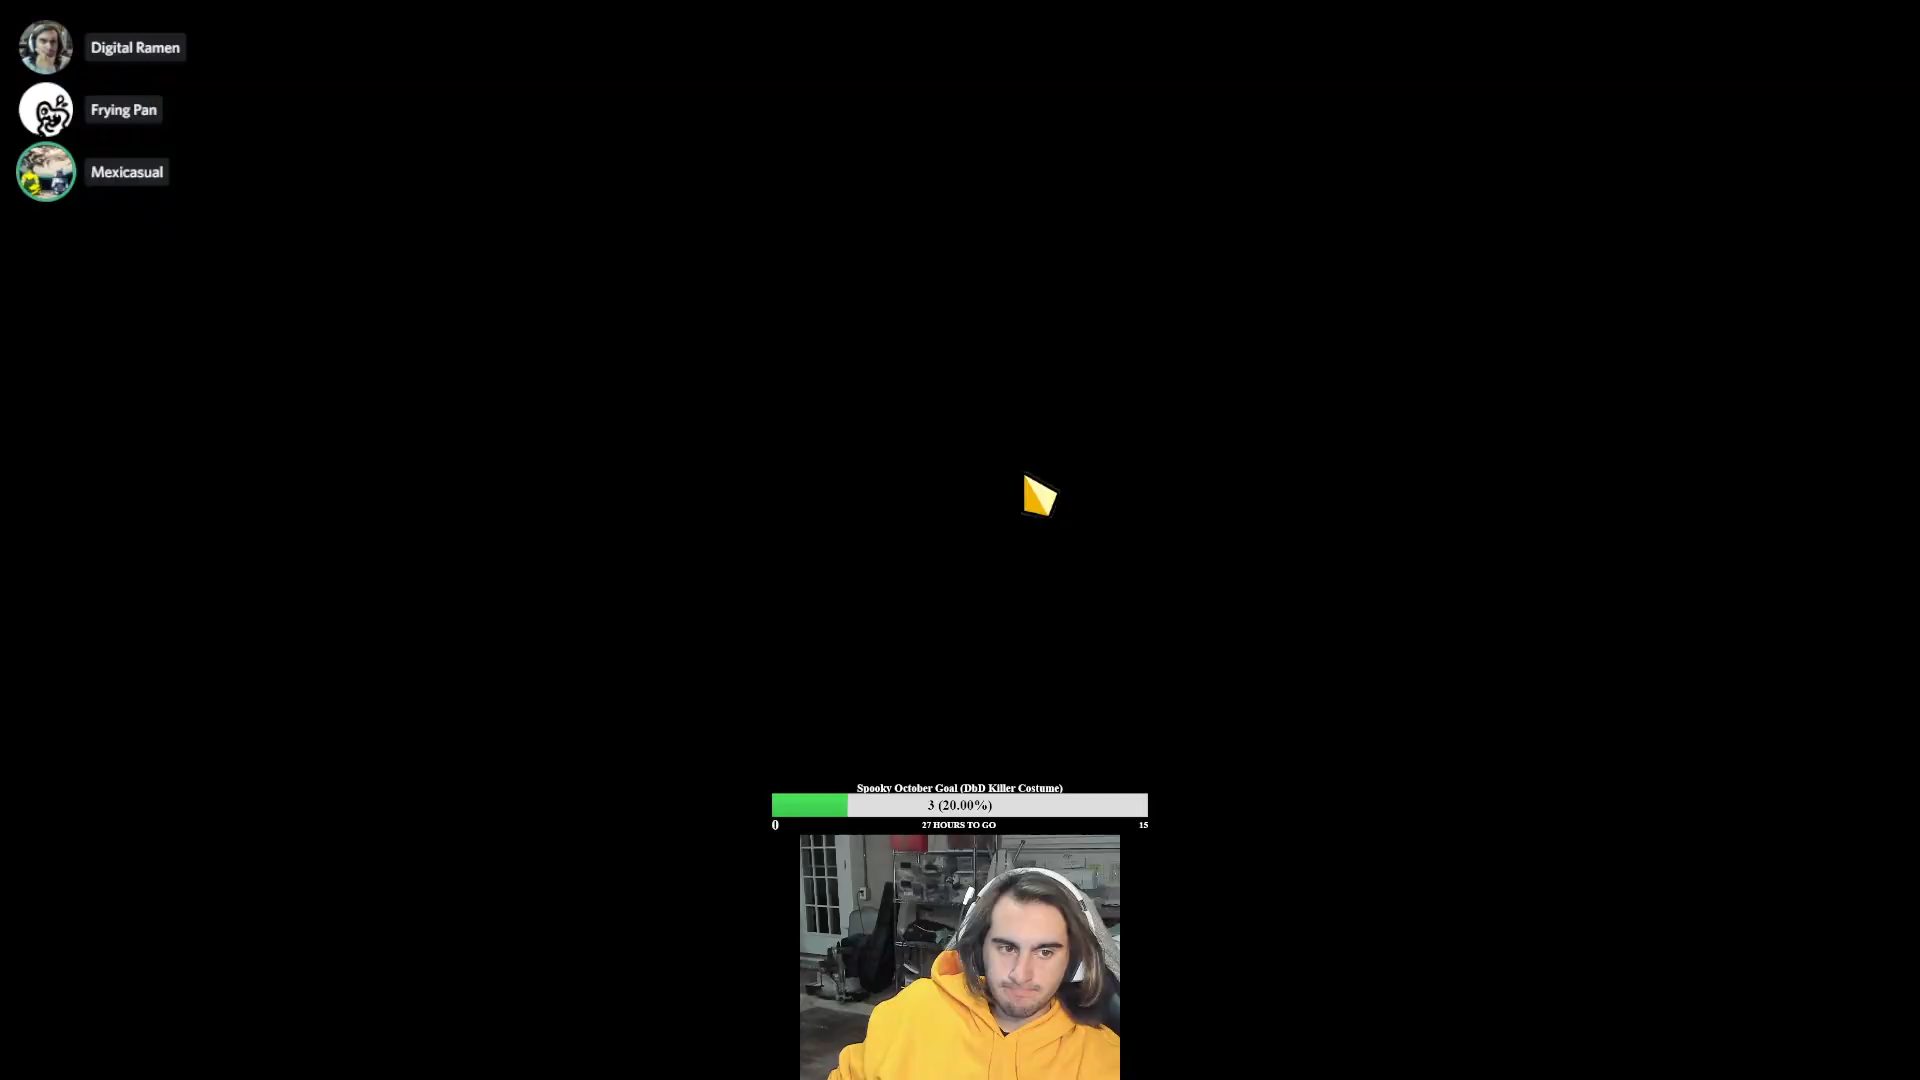 Digital Ramen
Frying Pan
Mexicasual
Spooky October Goal (DbD Killer Costume)
3 (20.00%)
0 27 HOURS TO GO 15